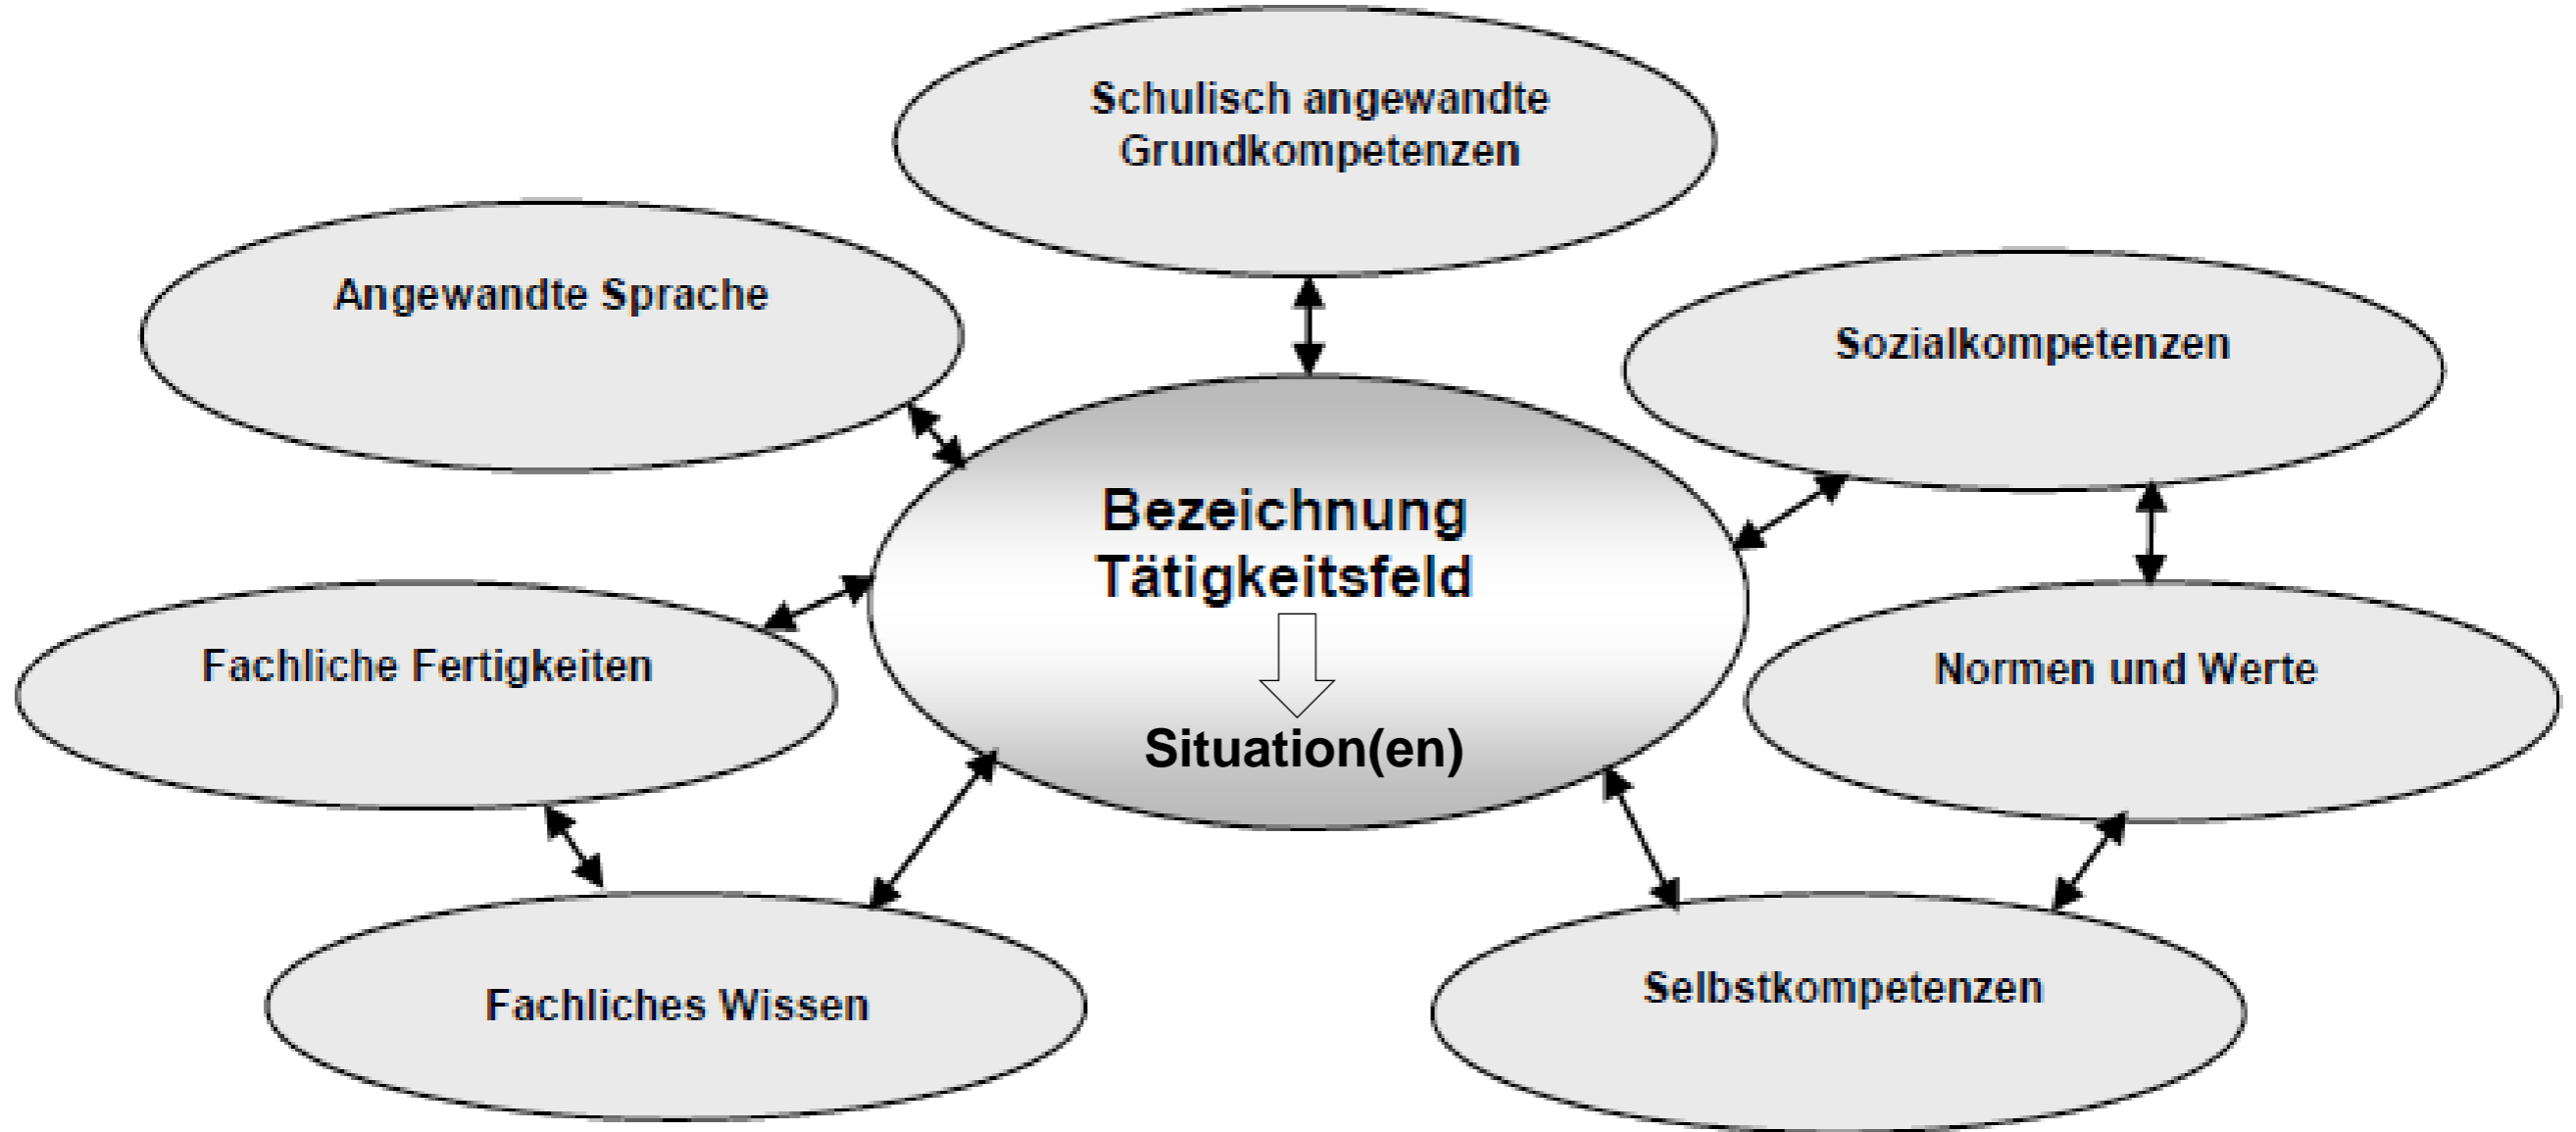 Schulisch angewandte
Grundkompetenzen
Angewandte Sprache
Sozialkompetenzen
Bezeichnung
Tätigkeitsfeld
Situation(en)
Fachliche Fertigkeiten
Normen und Werte
Fachliches Wissen
Selbstkompetenzen